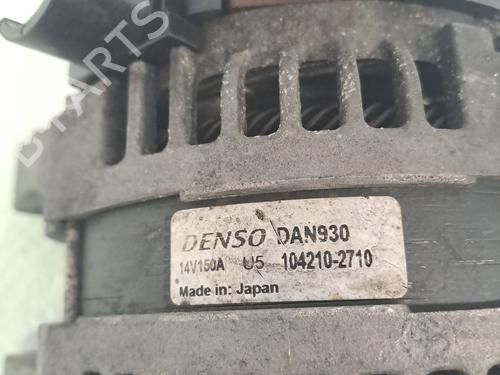 DENSO DAN930
14V150A U5 104210-2710
Made in: Japan